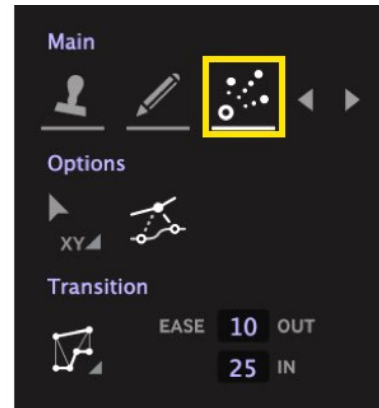 Main
Options
XY
Transition
EASE 10 OUT
25 IN